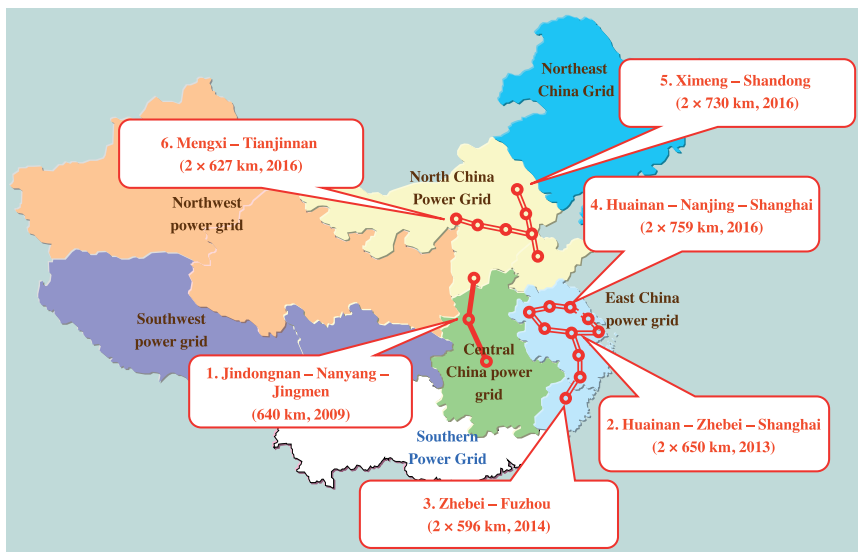 Northeast
China Grid
5. Ximeng – Shandong
(2 × 730 km, 2016)
6. Mengxi – Tianjinnan
(2 × 627 km, 2016)
North China
Power Grid
Northwest
power grid
4. Huainan – Nanjing – Shanghai
(2 × 759 km, 2016)
East China
power grid
Southwest
power grid
Central
China power
grid
1. Jindongnan – Nanyang –
Jingmen
(640 km, 2009)
2. Huainan – Zhebei – Shanghai
(2 × 650 km, 2013)
Southern
Power Grid
3. Zhebei – Fuzhou
(2 × 596 km, 2014)